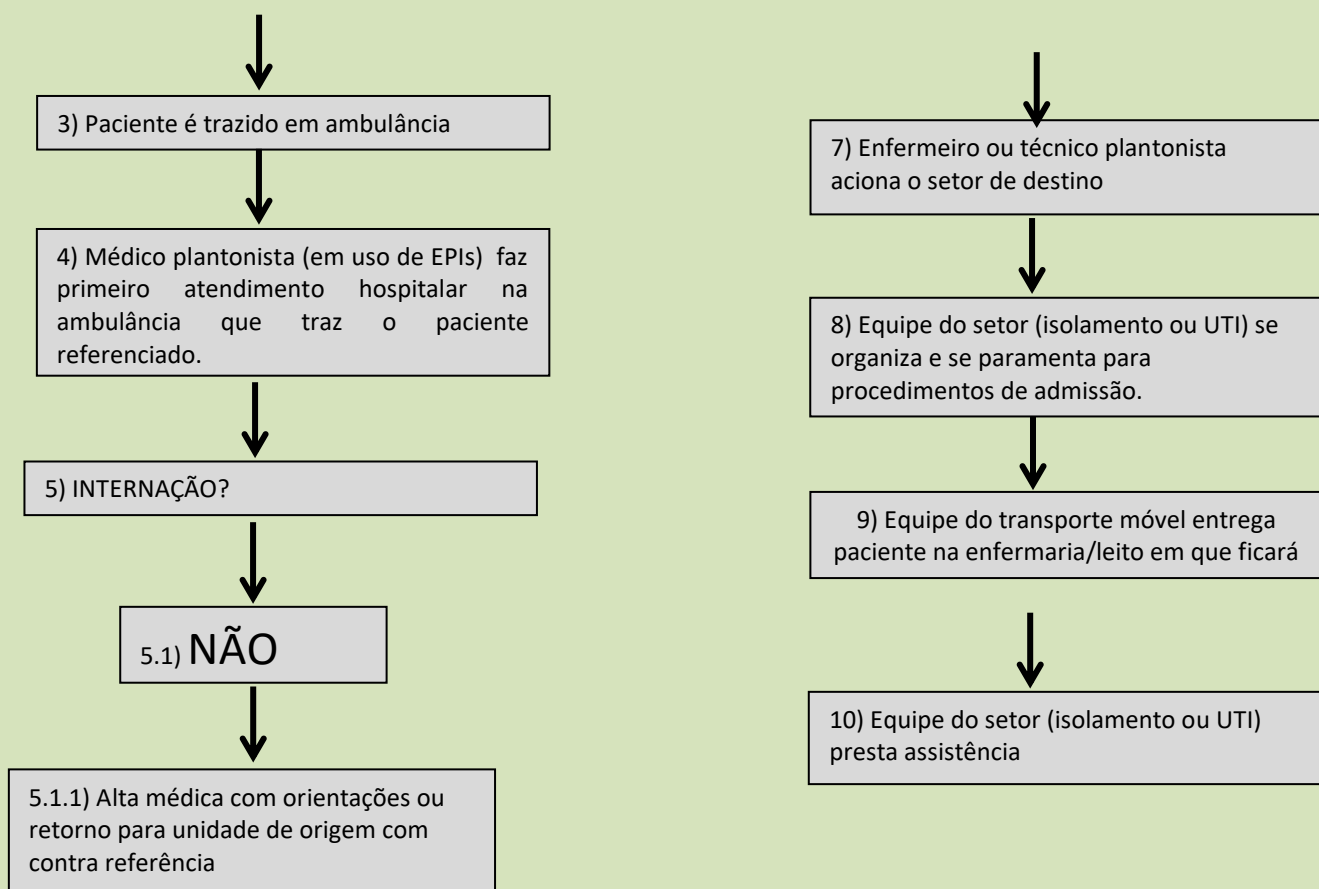 3) Paciente é trazido em ambulância
4) Médico plantonista (em uso de EPIs) faz
primeiro atendimento hospitalar na
ambulância que traz o paciente
referenciado.
5) INTERNAÇÃO?
5.1) NÃO
5.1.1) Alta médica com orientações ou
retorno para unidade de origem com
contra referência
7) Enfermeiro ou técnico plantonista
aciona o setor de destino
8) Equipe do setor (isolamento ou UTI) se
organiza e se paramenta para
procedimentos de admissão.
9) Equipe do transporte móvel entrega
paciente na enfermaria/leito em que ficará
10) Equipe do setor (isolamento ou UTI)
presta assistência